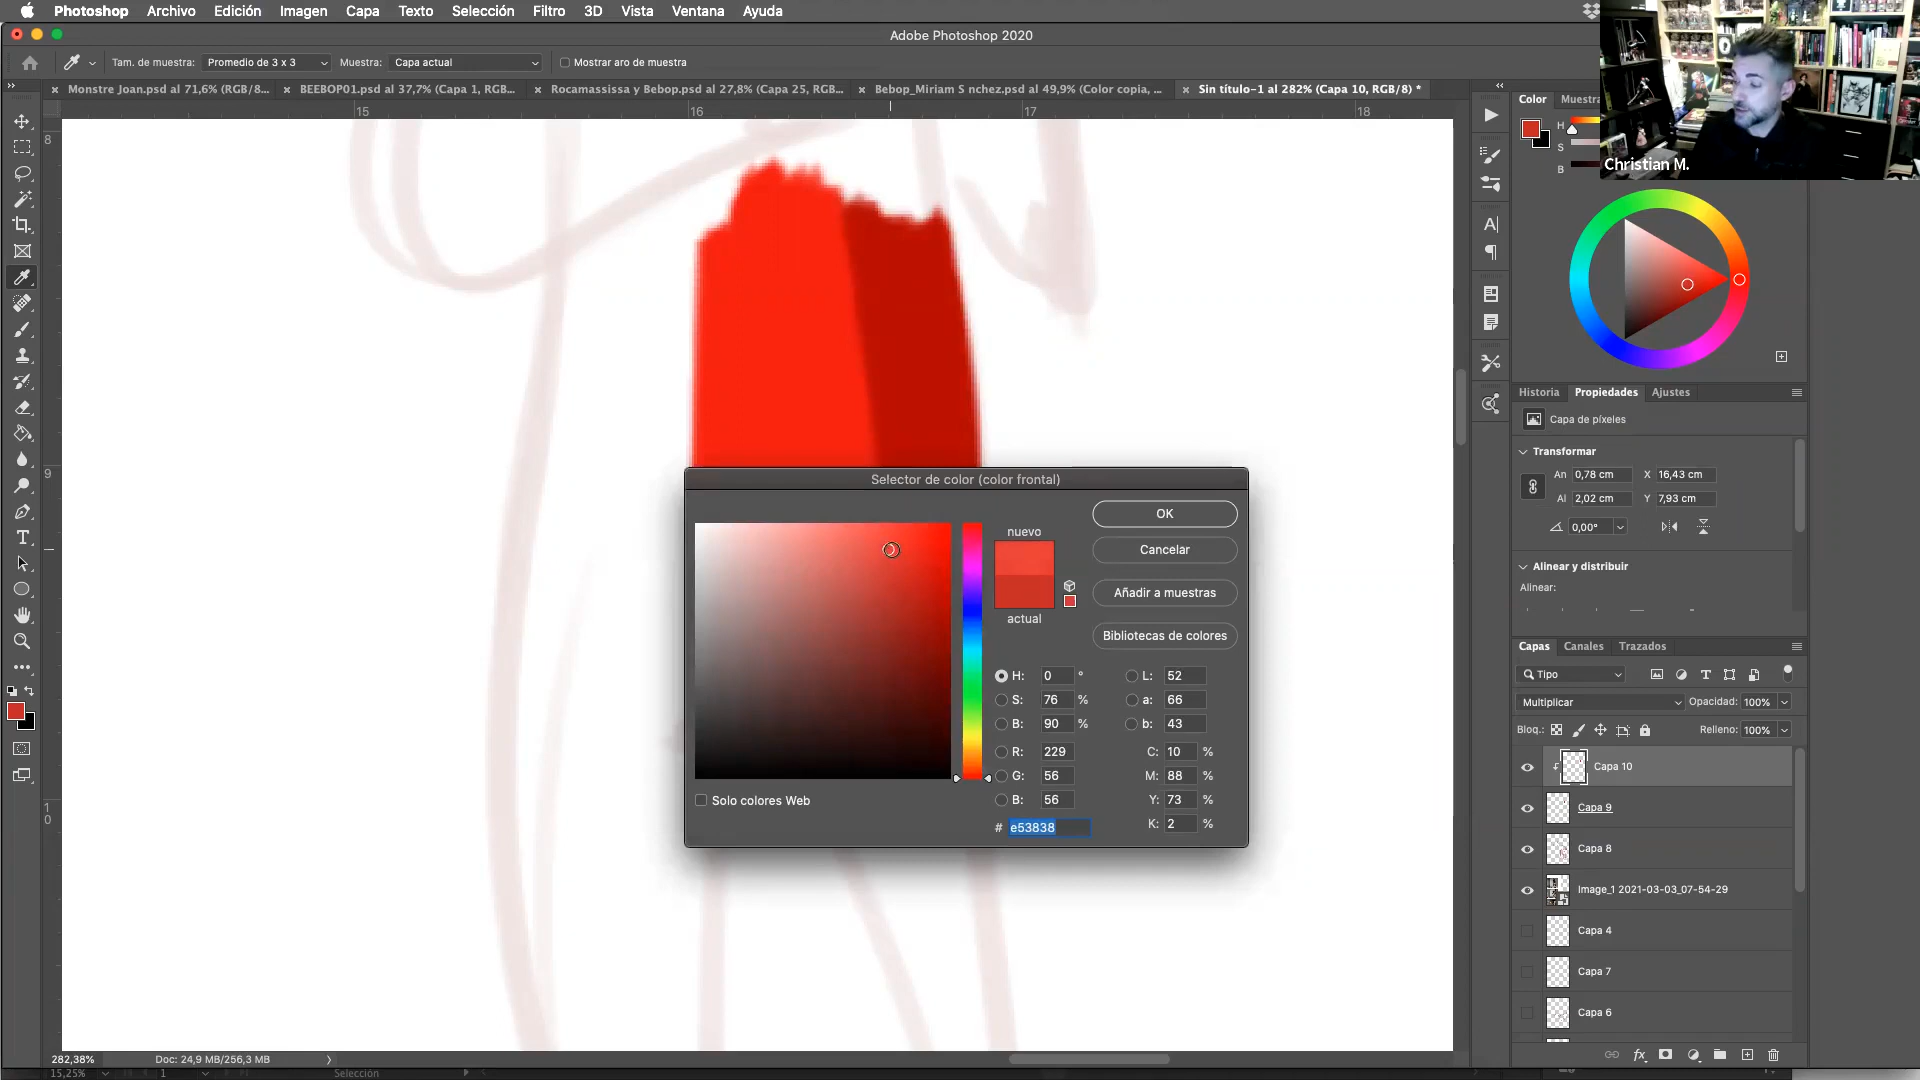 Photoshop Archivo Edición Imagen Capa Texto Selección Filtro 3D Vista Ventana Ayuda
Adobe Photoshop 2020
Tam. de muestra: Promedio de 3 x 3 Muestra: Capa actual Mostrar aro de muestra
Monstre Joan.psd al 71,6% (RGB/8... BEEBOP01.psd al 37,7% (Capa 1, RGB... Rocamassissa y Bebop.psd al 27,8% (Capa 25, RGB... Bebop_Miriam S nchez.psd al 49,9% (Color copia, ... Sin título-1 al 282% (Capa 10, RGB/8) *
15 16 17 18
8
9
1
0
Christian M.
Color Muestra
H
S
B
Historia Propiedades Ajustes
Capa de píxeles
Transformar
An 0,78 cm X 16,43 cm
Al 2,02 cm Y 7,93 cm
0,00°
Alinear y distribuir
Alinear:
Selector de color (color frontal)
nuevo
actual
OK
Cancelar
Añadir a muestras
Bibliotecas de colores
H: 0 ° L: 52
S: 76 % a: 66
B: 90 % b: 43
R: 229 C: 10 %
G: 56 M: 88 %
B: 56 Y: 73 %
# e53838 K: 2 %
Solo colores Web
Capas Canales Trazados
Tipo
Multiplicar Opacidad: 100%
Bloq.: Relleno: 100%
Capa 10
Capa 9
Capa 8
Image_1 2021-03-03_07-54-29
Capa 4
Capa 7
Capa 6
282,38% Doc: 24,9 MB/256,3 MB
15,25% 1 Selección